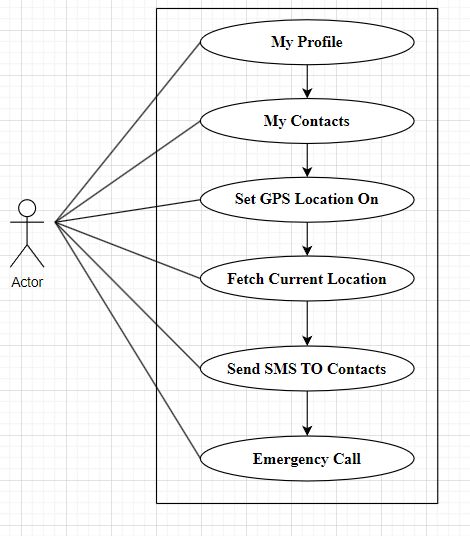 My Profile
My Contacts
Set GPS Location On
Fetch Current Location
Send SMS TO Contacts
Emergency Call
Actor